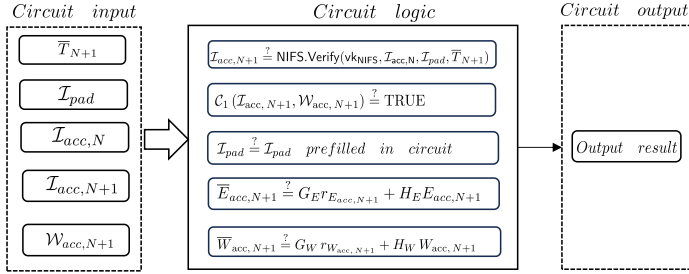 Circuit input
Circuit logic
Circuit output
T̅_{N+1}
ℐ_{pad}
ℐ_{acc,N}
ℐ_{acc,N+1}
𝒲_{acc,N+1}
ℐ_{acc,N+1} ≟ NIFS.Verify(vk_{NIFS}, ℐ_{acc,N}, ℐ_{pad}, T̅_{N+1})
𝒞_1 (ℐ_{acc}, _{N+1}, 𝒲_{acc, N+1}) ≟ TRUE
ℐ_{pad} ≟ ℐ_{pad} prefilled in circuit
E̅_{acc,N+1} ≟ G_E r_{E_{acc,N+1}} + H_E E_{acc,N+1}
W̅_{acc, N+1} ≟ G_W r_{W_{acc, N+1}} + H_W W_{acc, N+1}
Output result